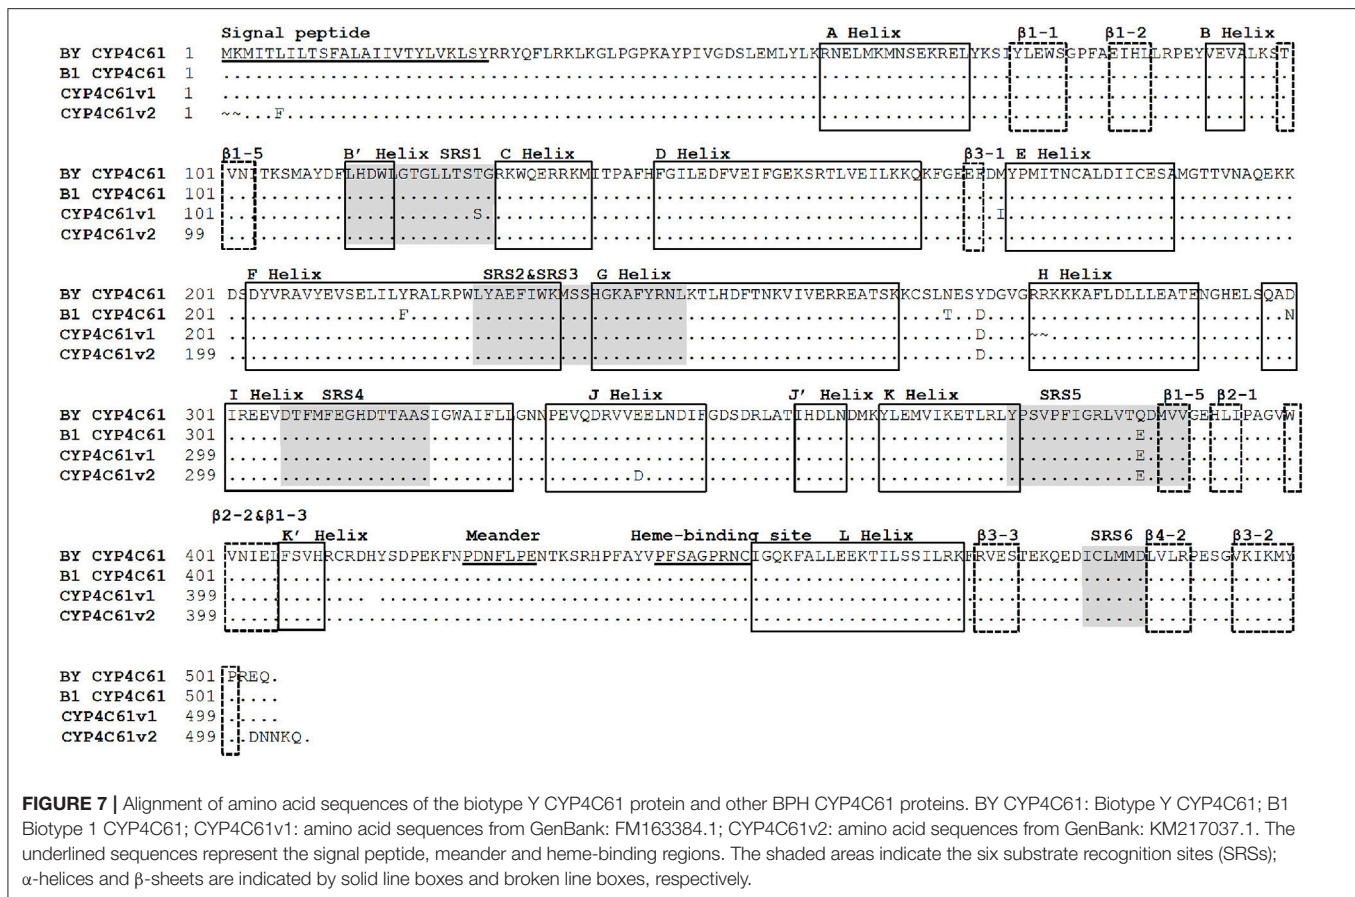 Signal peptide A Helix β1-1 β1-2 B Helix
BY CYP4C61 1 MKMITLILTSFALAIIVTYLVKLSYRRYQFLRKLKGLPGPKAYPIVGDSLEMLYLKRNELMKMNSEKRELYKSIYLEWSGPFAEIHLLRPEYVEVALKST
B1 CYP4C61 1 ....................................................................................................
CYP4C61v1 1 ....................................................................................................
CYP4C61v2 1 ~~...F..............................................................................................
β1-5 B' Helix SRS1 C Helix D Helix β3-1 E Helix
BY CYP4C61 101 VNITKSMAYDFLHDWLGTGLLTSTGRKWQERRKMITPAFHFGILEDFVEIFGEKSRTLVEILKKQKFGEEFDMYPMITNCALDIICESAMGTTVNAQEKK
B1 CYP4C61 101 ....................................................................................................
CYP4C61v1 101 .......................S................................................I...........................
CYP4C61v2 99 ....................................................................................................
F Helix SRS2&SRS3 G Helix H Helix
BY CYP4C61 201 DSDYVRAVYEVSELILYRALRPWLYAEFIWKMSSHGKAFYRNLKTLHDFTNKVIVERREATSKKCSLNESYDGVGRRKKKAFLDLLLEATENGHELSQAD
B1 CYP4C61 201 ................F..................................................T..D............................N
CYP4C61v1 201 ......................................................................D....~~......................
CYP4C61v2 199 ......................................................................D.............................
I Helix SRS4 J Helix J' Helix K Helix SRS5 β1-5 β2-1
BY CYP4C61 301 IREEVDTFMFEGHDTTAASIGWAIFLLGNNPEVQDRVVEELNDIFGDSDRLATIHDLNDMKYLEMVIKETLRLYPSVPFIGRLVTQDMVVGEHLIPAGVW
B1 CYP4C61 301 .....................................................................................E..............
CYP4C61v1 299 .....................................................................................E..............
CYP4C61v2 299 ......................................D..............................................E..............
β2-2&β1-3
K' Helix Meander Heme-binding site L Helix β3-3 SRS6 β4-2 β3-2
BY CYP4C61 401 VNIEIFSVHRCRDHYSDPEKFNPDNFLPENTKSRHPFAYVPFSAGPRNCIGQKFALLEEKTILSSILRKFRVESTEKQEDICLMMDLVLRPESGVKIKMY
B1 CYP4C61 401 ....................................................................................................
CYP4C61v1 399 .............. .....................................................................................
CYP4C61v2 399 ....................................................................................................
BY CYP4C61 501 PREQ.
B1 CYP4C61 501 .....
CYP4C61v1 499 .....
CYP4C61v2 499 ..DNNKQ.
FIGURE 7 | Alignment of amino acid sequences of the biotype Y CYP4C61 protein and other BPH CYP4C61 proteins. BY CYP4C61: Biotype Y CYP4C61; B1
Biotype 1 CYP4C61; CYP4C61v1: amino acid sequences from GenBank: FM163384.1; CYP4C61v2: amino acid sequences from GenBank: KM217037.1. The
underlined sequences represent the signal peptide, meander and heme-binding regions. The shaded areas indicate the six substrate recognition sites (SRSs);
α-helices and β-sheets are indicated by solid line boxes and broken line boxes, respectively.